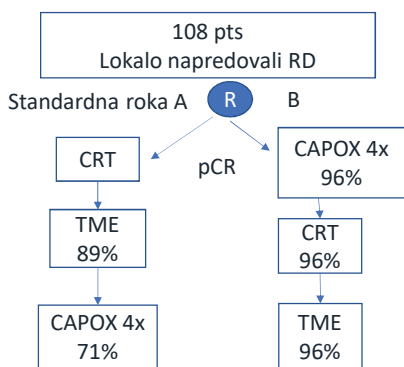 108 pts
Lokalo napredovali RD
Standardna roka A
R
B
CRT
pCR
CAPOX 4x
96%
TME
89%
CRT
96%
CAPOX 4x
71%
TME
96%